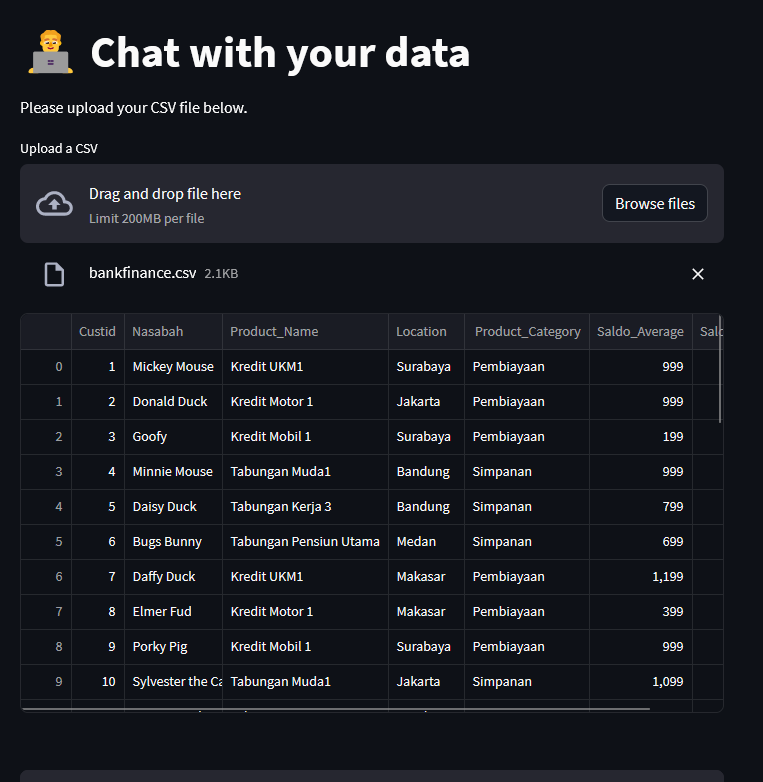 Chat with your data
Please upload your CSV file below.
Upload a CSV
Drag and drop file here
Limit 200MB per file
Browse files
bankfinance.csv 2.1KB
Custid Nasabah Product_Name Location Product_Category Saldo_Average
0 1 Mickey Mouse Kredit UKM1 Surabaya Pembiayaan 999
1 2 Donald Duck Kredit Motor 1 Jakarta Pembiayaan 999
2 3 Goofy Kredit Mobil 1 Surabaya Pembiayaan 199
3 4 Minnie Mouse Tabungan Muda1 Bandung Simpanan 999
4 5 Daisy Duck Tabungan Kerja 3 Bandung Simpanan 799
5 6 Bugs Bunny Tabungan Pensiun Utama Medan Simpanan 699
6 7 Daffy Duck Kredit UKM1 Makasar Pembiayaan 1,199
7 8 Elmer Fud Kredit Motor 1 Makasar Pembiayaan 399
8 9 Porky Pig Kredit Mobil 1 Surabaya Pembiayaan 999
9 10 Sylvester the Ca Tabungan Muda1 Jakarta Simpanan 1,099